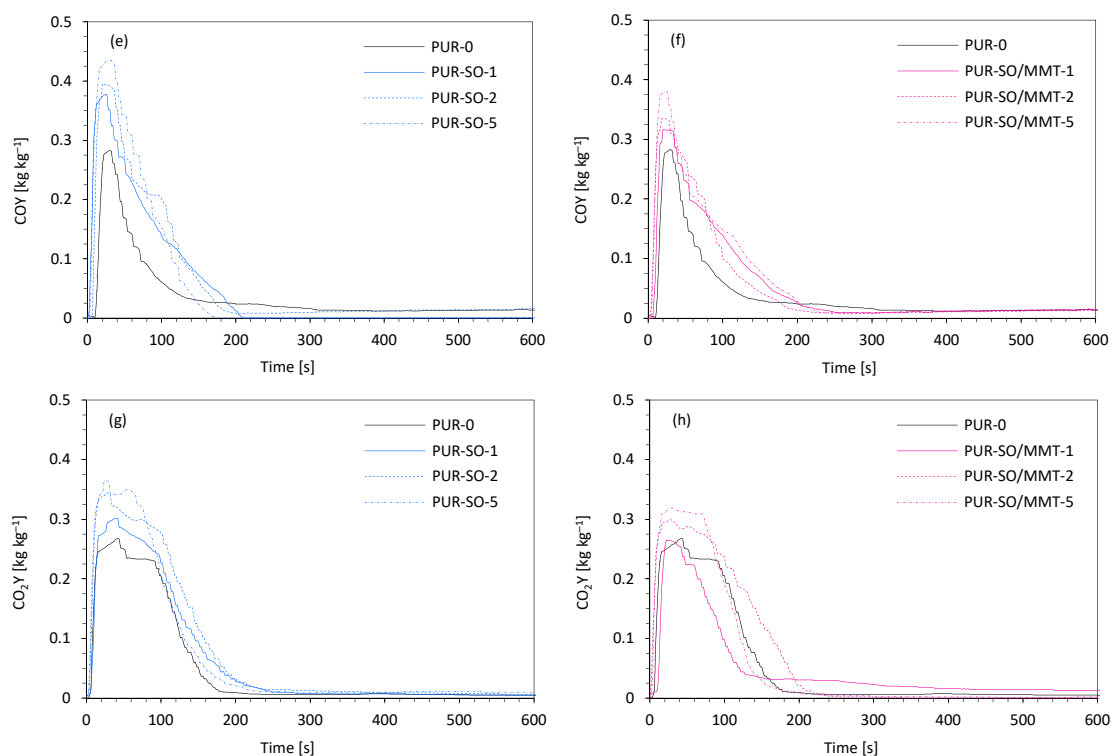 (e)
PUR-0
PUR-SO-1
PUR-SO-2
PUR-SO-5
COY [kg kg⁻¹]
0.5
0.4
0.3
0.2
0.1
0
0 100 200 300 400 500 600
Time [s]
(f)
PUR-0
PUR-SO/MMT-1
PUR-SO/MMT-2
PUR-SO/MMT-5
COY [kg kg⁻¹]
0.5
0.4
0.3
0.2
0.1
0
0 100 200 300 400 500 600
Time [s]
(g)
PUR-0
PUR-SO-1
PUR-SO-2
PUR-SO-5
CO₂Y [kg kg⁻¹]
0.5
0.4
0.3
0.2
0.1
0
0 100 200 300 400 500 600
Time [s]
(h)
PUR-0
PUR-SO/MMT-1
PUR-SO/MMT-2
PUR-SO/MMT-5
CO₂Y [kg kg⁻¹]
0.5
0.4
0.3
0.2
0.1
0
0 100 200 300 400 500 600
Time [s]